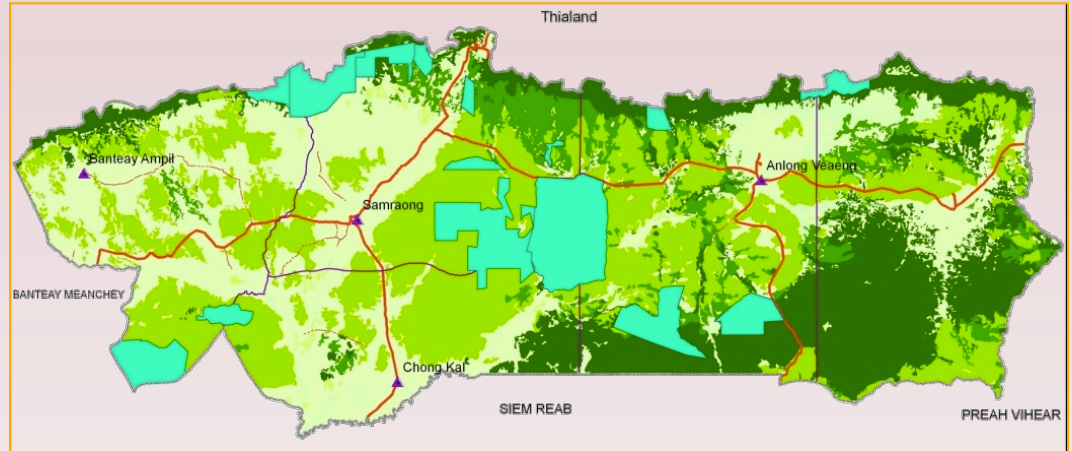 Thialand
Banteay Ampil
Anlong Veaeng
Samraong
BANTEAY MEANCHEY
Chong Kal
SIEM REAB
PREAH VIHEAR